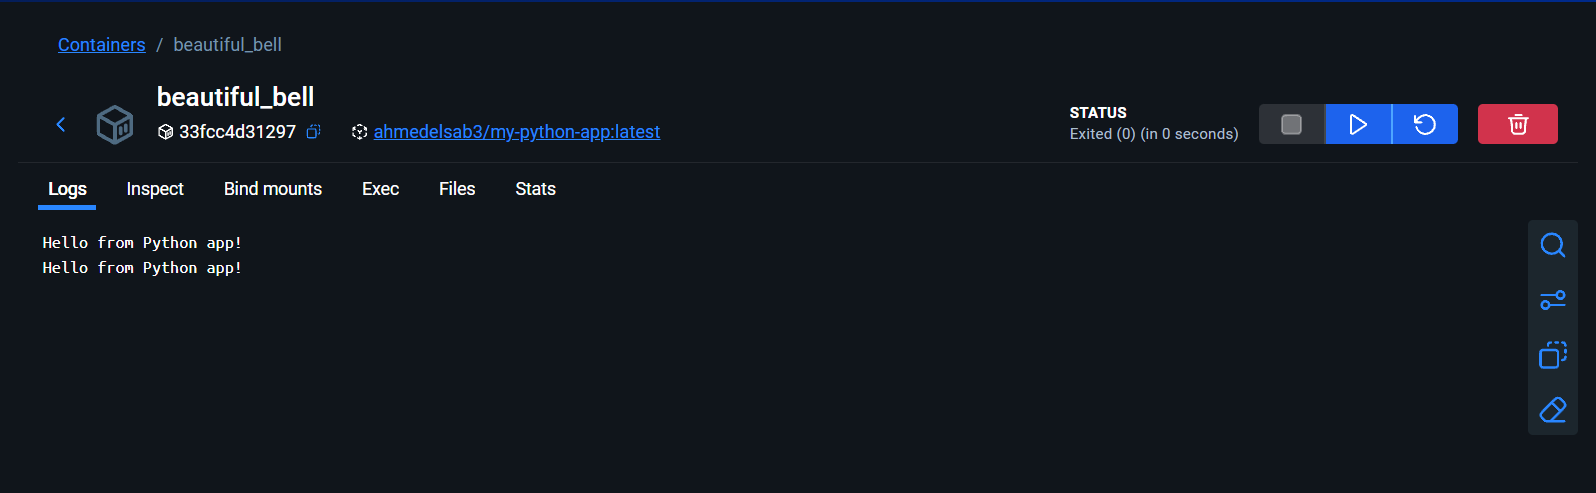 Containers / beautiful_bell
beautiful_bell
33fcc4d31297 ahmedelsab3/my-python-app:latest
STATUS
Exited (0) (in 0 seconds)
Logs Inspect Bind mounts Exec Files Stats
Hello from Python app!
Hello from Python app!